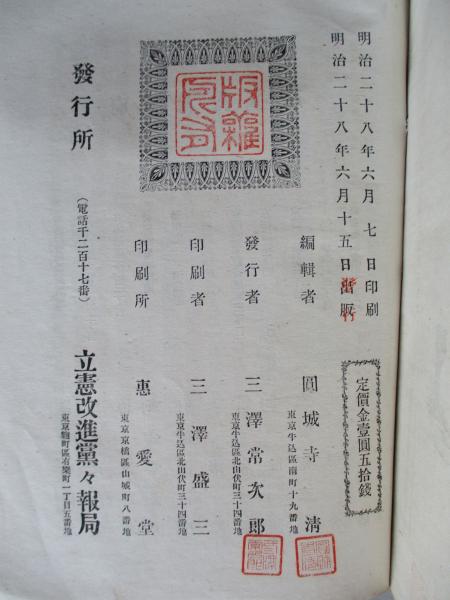 明治二十八年六月七日印刷
明治二十八年六月十五日出版
發行
定價金壹圓五拾錢
版權所有
編輯者 圓城寺清
東京牛込區南町十九番地
發行者 三澤常次郎
東京牛込區北山伏町三十四番地
印刷者 三澤盛三
東京牛込區北山伏町三十四番地
印刷所 惠愛堂
東京京橋區山城町八番地
發行所 立憲改進黨々報局
(電話千二百十七番)
東京麹町區有樂町一丁目五番地